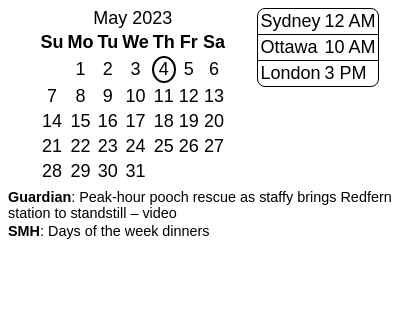 May 2023
Su Mo Tu We Th Fr Sa
1 2 3 4 5 6
7 8 9 10 11 12 13
14 15 16 17 18 19 20
21 22 23 24 25 26 27
28 29 30 31
Sydney 12 AM
Ottawa 10 AM
London 3 PM
Guardian: Peak-hour pooch rescue as staffy brings Redfern
station to standstill – video
SMH: Days of the week dinners